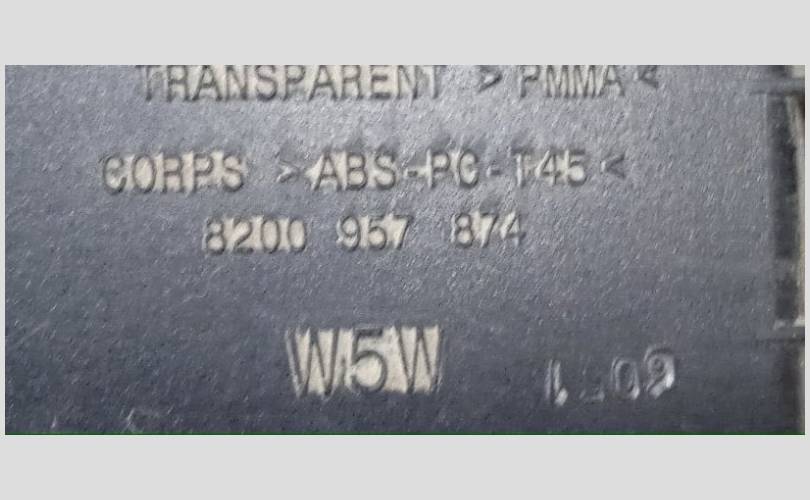 TRANSPARENT >PMMA<
CORPS >ABS-PC-T45<
8200 957 874
W5W